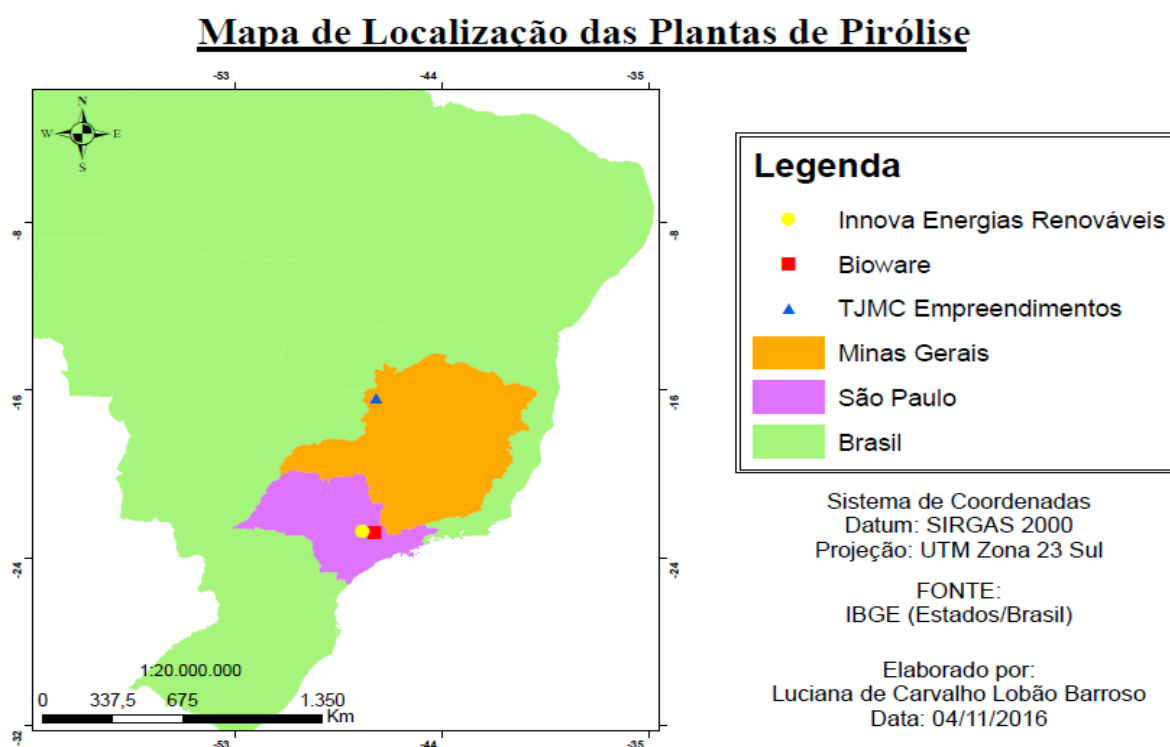 Mapa de Localização das Plantas de Pirólise
-53
-44
-35
N
W
E
S
-8
-8
-16
-16
-24
-24
-32
-32
1:20.000.000
0
337,5
675
1.350
Km
-53
-44
-35
Legenda
Innova Energias Renováveis
Bioware
TJMC Empreendimentos
Minas Gerais
São Paulo
Brasil
Sistema de Coordenadas
Datum: SIRGAS 2000
Projeção: UTM Zona 23 Sul
FONTE:
IBGE (Estados/Brasil)
Elaborado por:
Luciana de Carvalho Lobão Barroso
Data: 04/11/2016